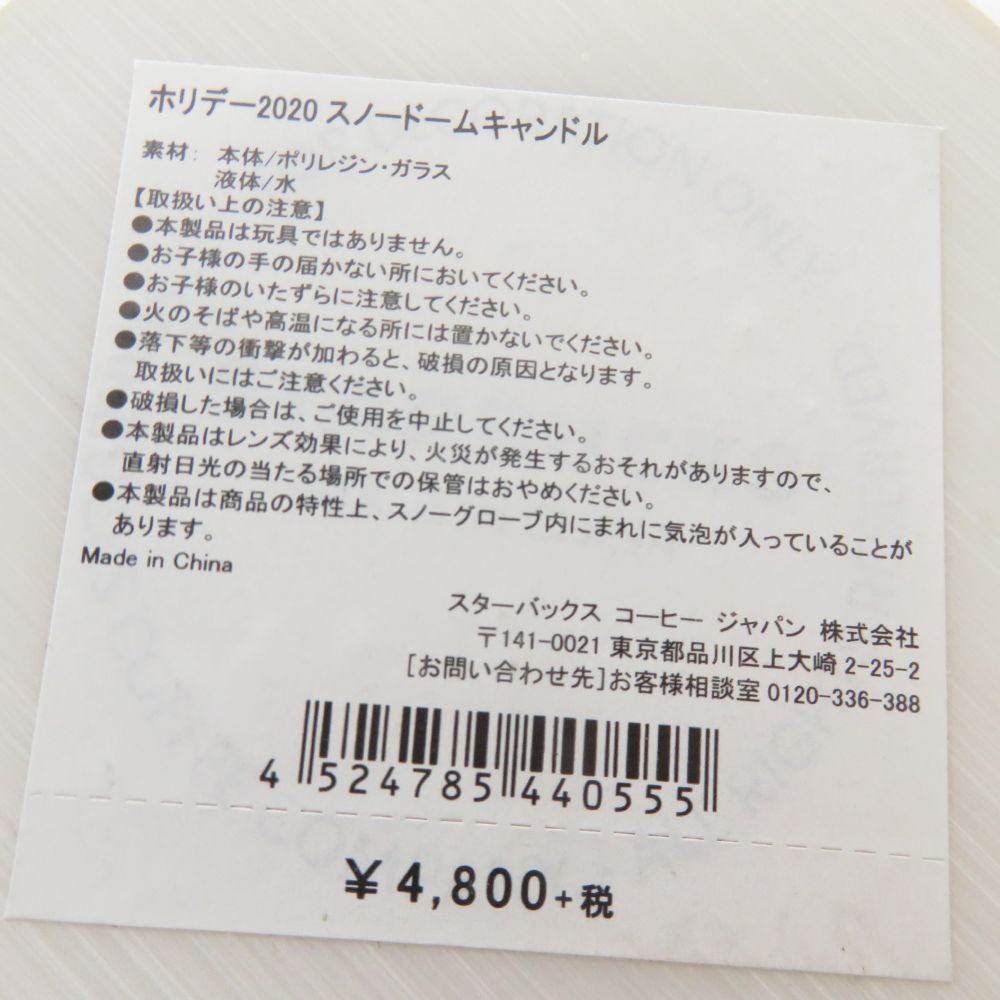 ホリデー2020 スノードームキャンドル
素材： 本体/ポリレジン・ガラス
液体/水
【取扱い上の注意】
●本製品は玩具ではありません。
●お子様の手の届かない所においてください。
●お子様のいたずらに注意してください。
●火のそばや高温になる所には置かないでください。
●落下等の衝撃が加わると、破損の原因となります。
取扱いにはご注意ください。
●破損した場合は、ご使用を中止してください。
●本製品はレンズ効果により、火災が発生するおそれがありますので、
直射日光の当たる場所での保管はおやめください。
●本製品は商品の特性上、スノーグローブ内にまれに気泡が入っていることが
あります。
Made in China
スターバックス コーヒー ジャパン 株式会社
〒141-0021 東京都品川区上大崎 2-25-2
[お問い合わせ先]お客様相談室 0120-336-388
4 524785 440555
¥ 4,800+税